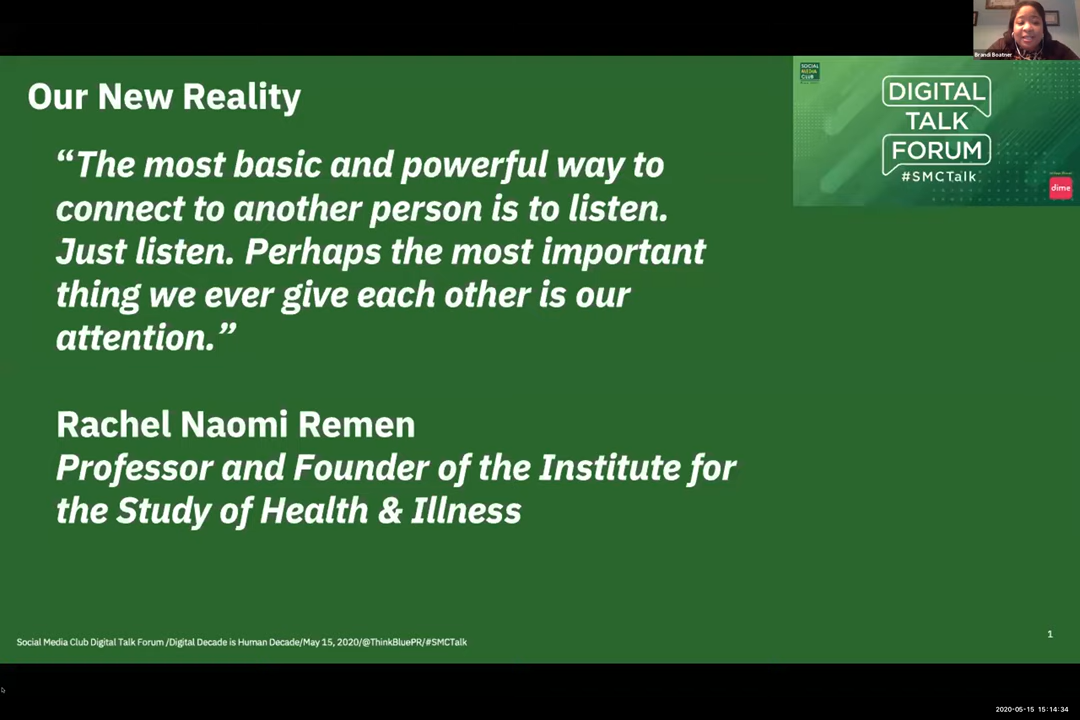 Brandi Boatner
Our New Reality
SOCIAL
MEDIA
CLUB
DIGITAL
TALK
FORUM
#SMCTalk
dime
“The most basic and powerful way to
connect to another person is to listen.
Just listen. Perhaps the most important
thing we ever give each other is our
attention.”
Rachel Naomi Remen
Professor and Founder of the Institute for
the Study of Health & Illness
Social Media Club Digital Talk Forum /Digital Decade is Human Decade/May 15, 2020/@ThinkBluePR/#SMCTalk
1
2020-05-15 15:14:34